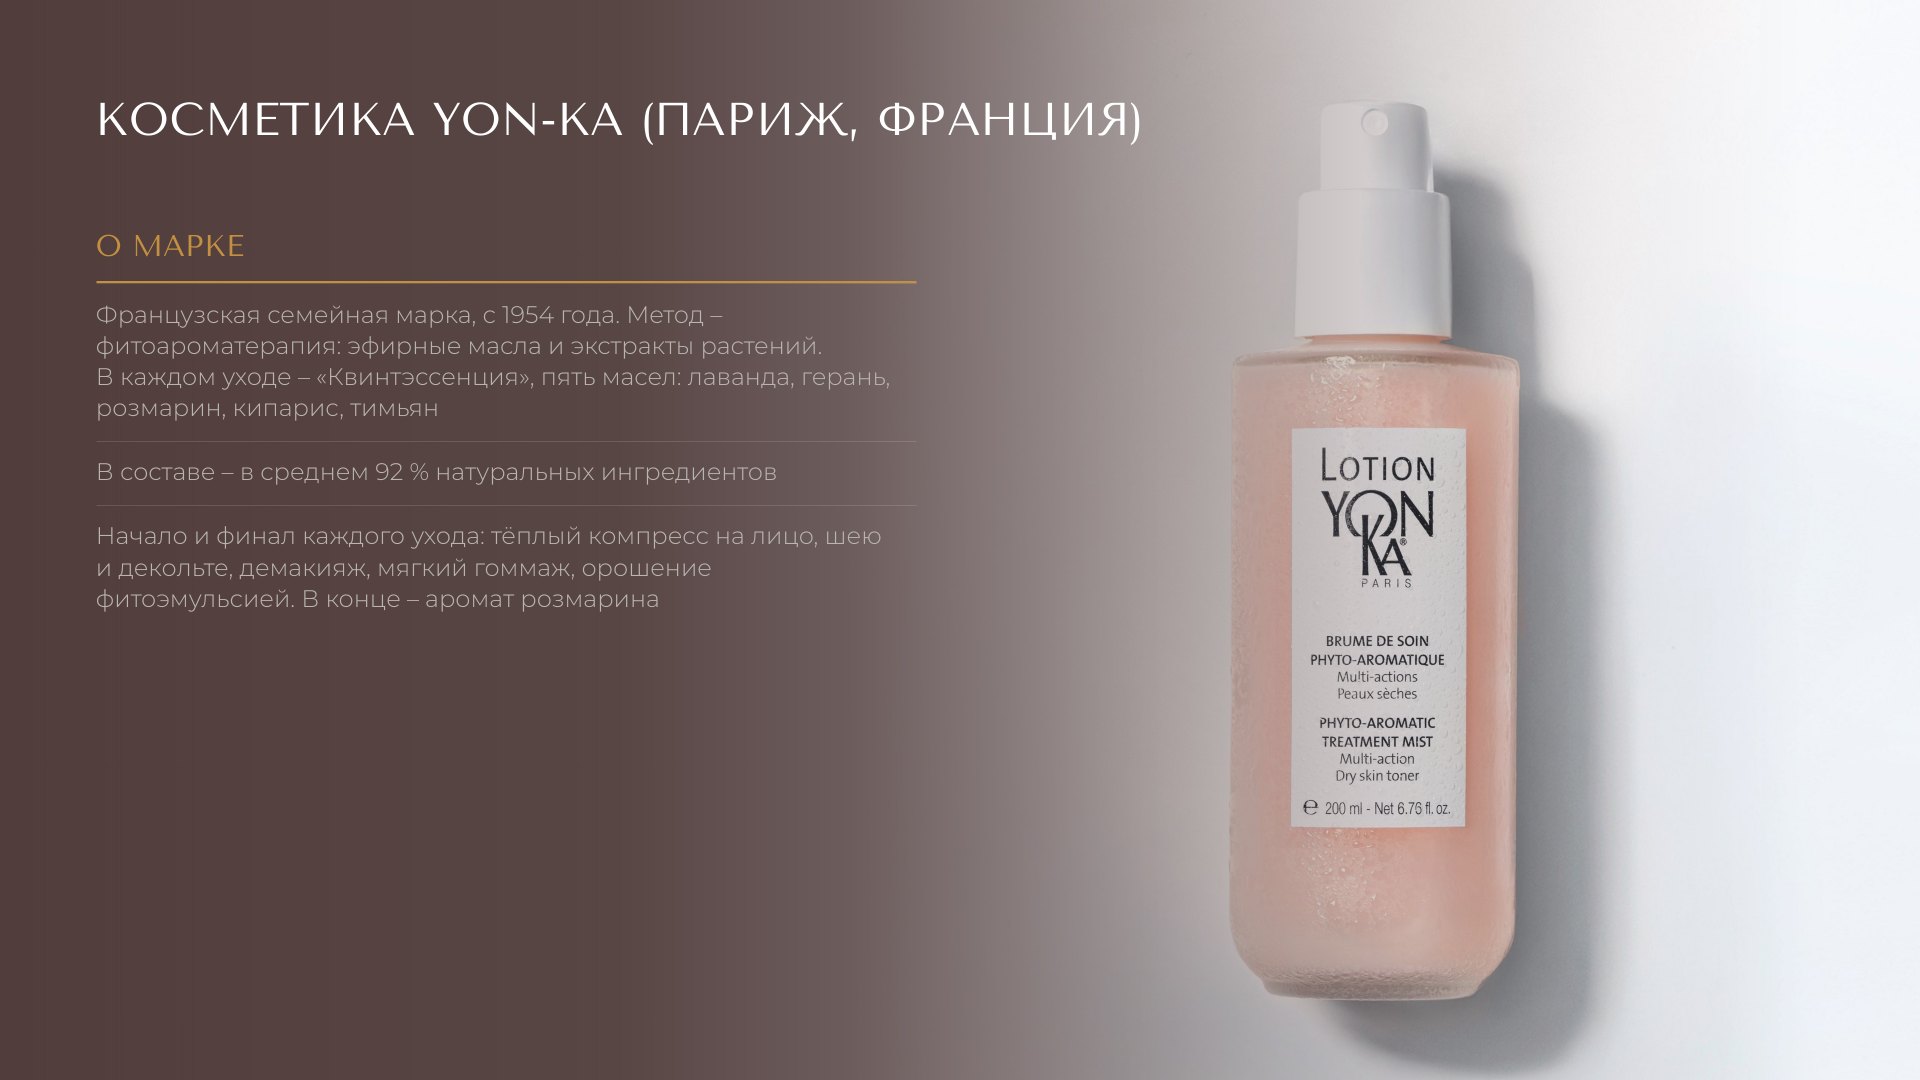 КОСМЕТИКА YON-KA (ПАРИЖ, ФРАНЦИЯ)
О МАРКЕ
Французская семейная марка, с 1954 года. Метод –
фитоароматерапия: эфирные масла и экстракты растений.
В каждом уходе – «Квинтэссенция», пять масел: лаванда, герань,
розмарин, кипарис, тимьян
В составе – в среднем 92 % натуральных ингредиентов
Начало и финал каждого ухода: тёплый компресс на лицо, шею
и декольте, демакияж, мягкий гоммаж, орошение
фитоэмульсией. В конце – аромат розмарина
LOTION
YON
KA®
PARIS
BRUME DE SOIN
PHYTO-AROMATIQUE
Multi-actions
Peaux sèches
PHYTO-AROMATIC
TREATMENT MIST
Multi-action
Dry skin toner
℮ 200 ml - Net 6.76 fl. oz.